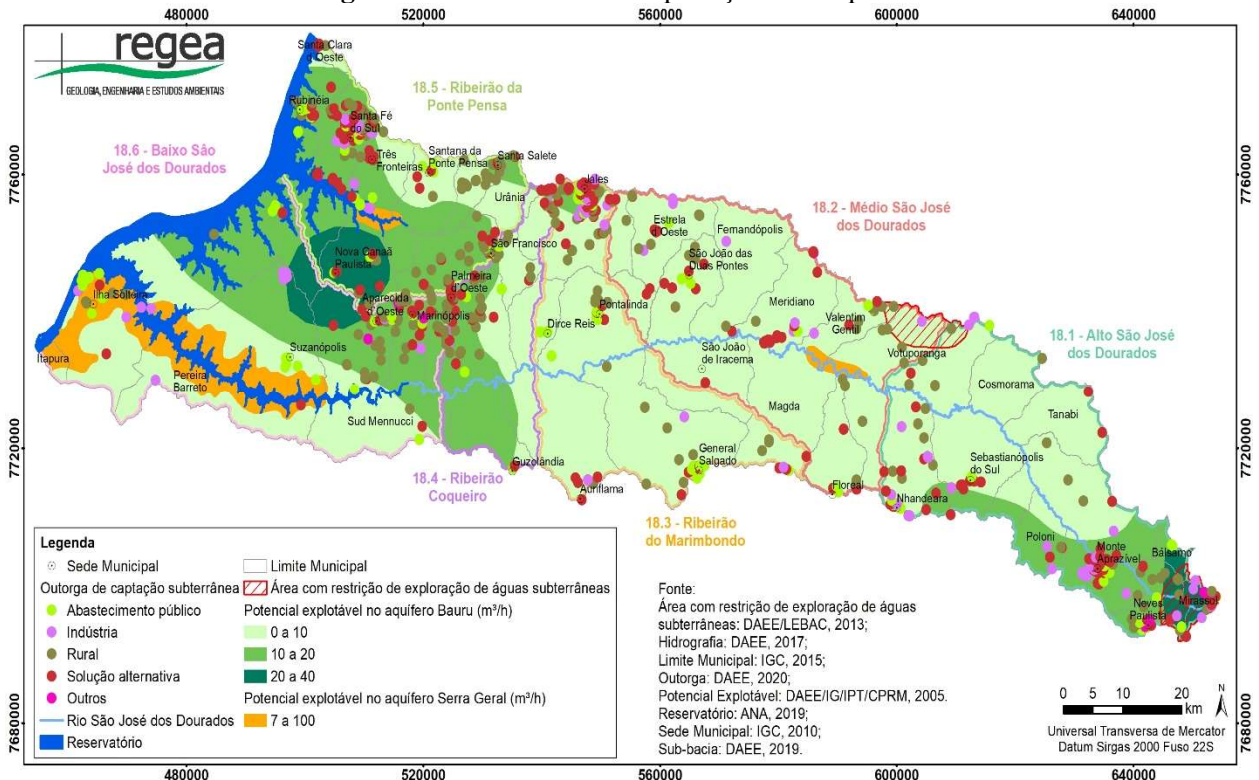 480000
520000
560000
600000
640000
regea
GEOLOGIA, ENGENHARIA E ESTUDOS AMBIENTAIS
7760000
7720000
7680000
7760000
7720000
7680000
18.5 - Ribeirão da
Ponte Pensa
18.6 - Baixo São
José dos Dourados
18.2 - Médio São José
dos Dourados
18.1 - Alto São José
dos Dourados
18.4 - Ribeirão
Coqueiro
18.3 - Ribeirão
do Marimbondo
Santa Clara
d'Oeste
Rubinéia
Santa Fé
do Sul
Três
Fronteiras
Santana da
Ponte Pensa
Santa Salete
Urânia
Jales
Estrela
d'Oeste
Fernandópolis
São Francisco
São João das
Duas Pontes
Nova Canaã
Paulista
Palmeira
d'Oeste
Aparecida
d'Oeste
Marinópolis
Ilha Solteira
Pontalinda
Meridiano
Valentim
Gentil
Dirce Reis
Votuporanga
Itapura
Suzanópolis
São João
de Iracema
Pereira
Barreto
Cosmorama
Magda
Tanabi
Sud Mennucci
General
Salgado
Sebastianópolis
do Sul
Guzolândia
Auriflama
Floreal
Nhandeara
Poloni
Monte
Aprazível
Bálsamo
Neves
Paulista
Mirassol
Legenda
Sede Municipal
Outorga de captação subterrânea
Abastecimento público
Indústria
Rural
Solução alternativa
Outros
Rio São José dos Dourados
Reservatório
Limite Municipal
Área com restrição de exploração de águas subterrâneas
Potencial explotável no aquífero Bauru (m³/h)
0 a 10
10 a 20
20 a 40
Potencial explotável no aquífero Serra Geral (m³/h)
7 a 100
Fonte:
Área com restrição de exploração de águas
subterrâneas: DAEE/LEBAC, 2013;
Hidrografia: DAEE, 2017;
Limite Municipal: IGC, 2015;
Outorga: DAEE, 2020;
Potencial Explotável: DAEE/IG/IPT/CPRM, 2005.
Reservatório: ANA, 2019;
Sede Municipal: IGC, 2010;
Sub-bacia: DAEE, 2019.
0 5 10 20
km
N
Universal Transversa de Mercator
Datum Sirgas 2000 Fuso 22S
480000
520000
560000
600000
640000